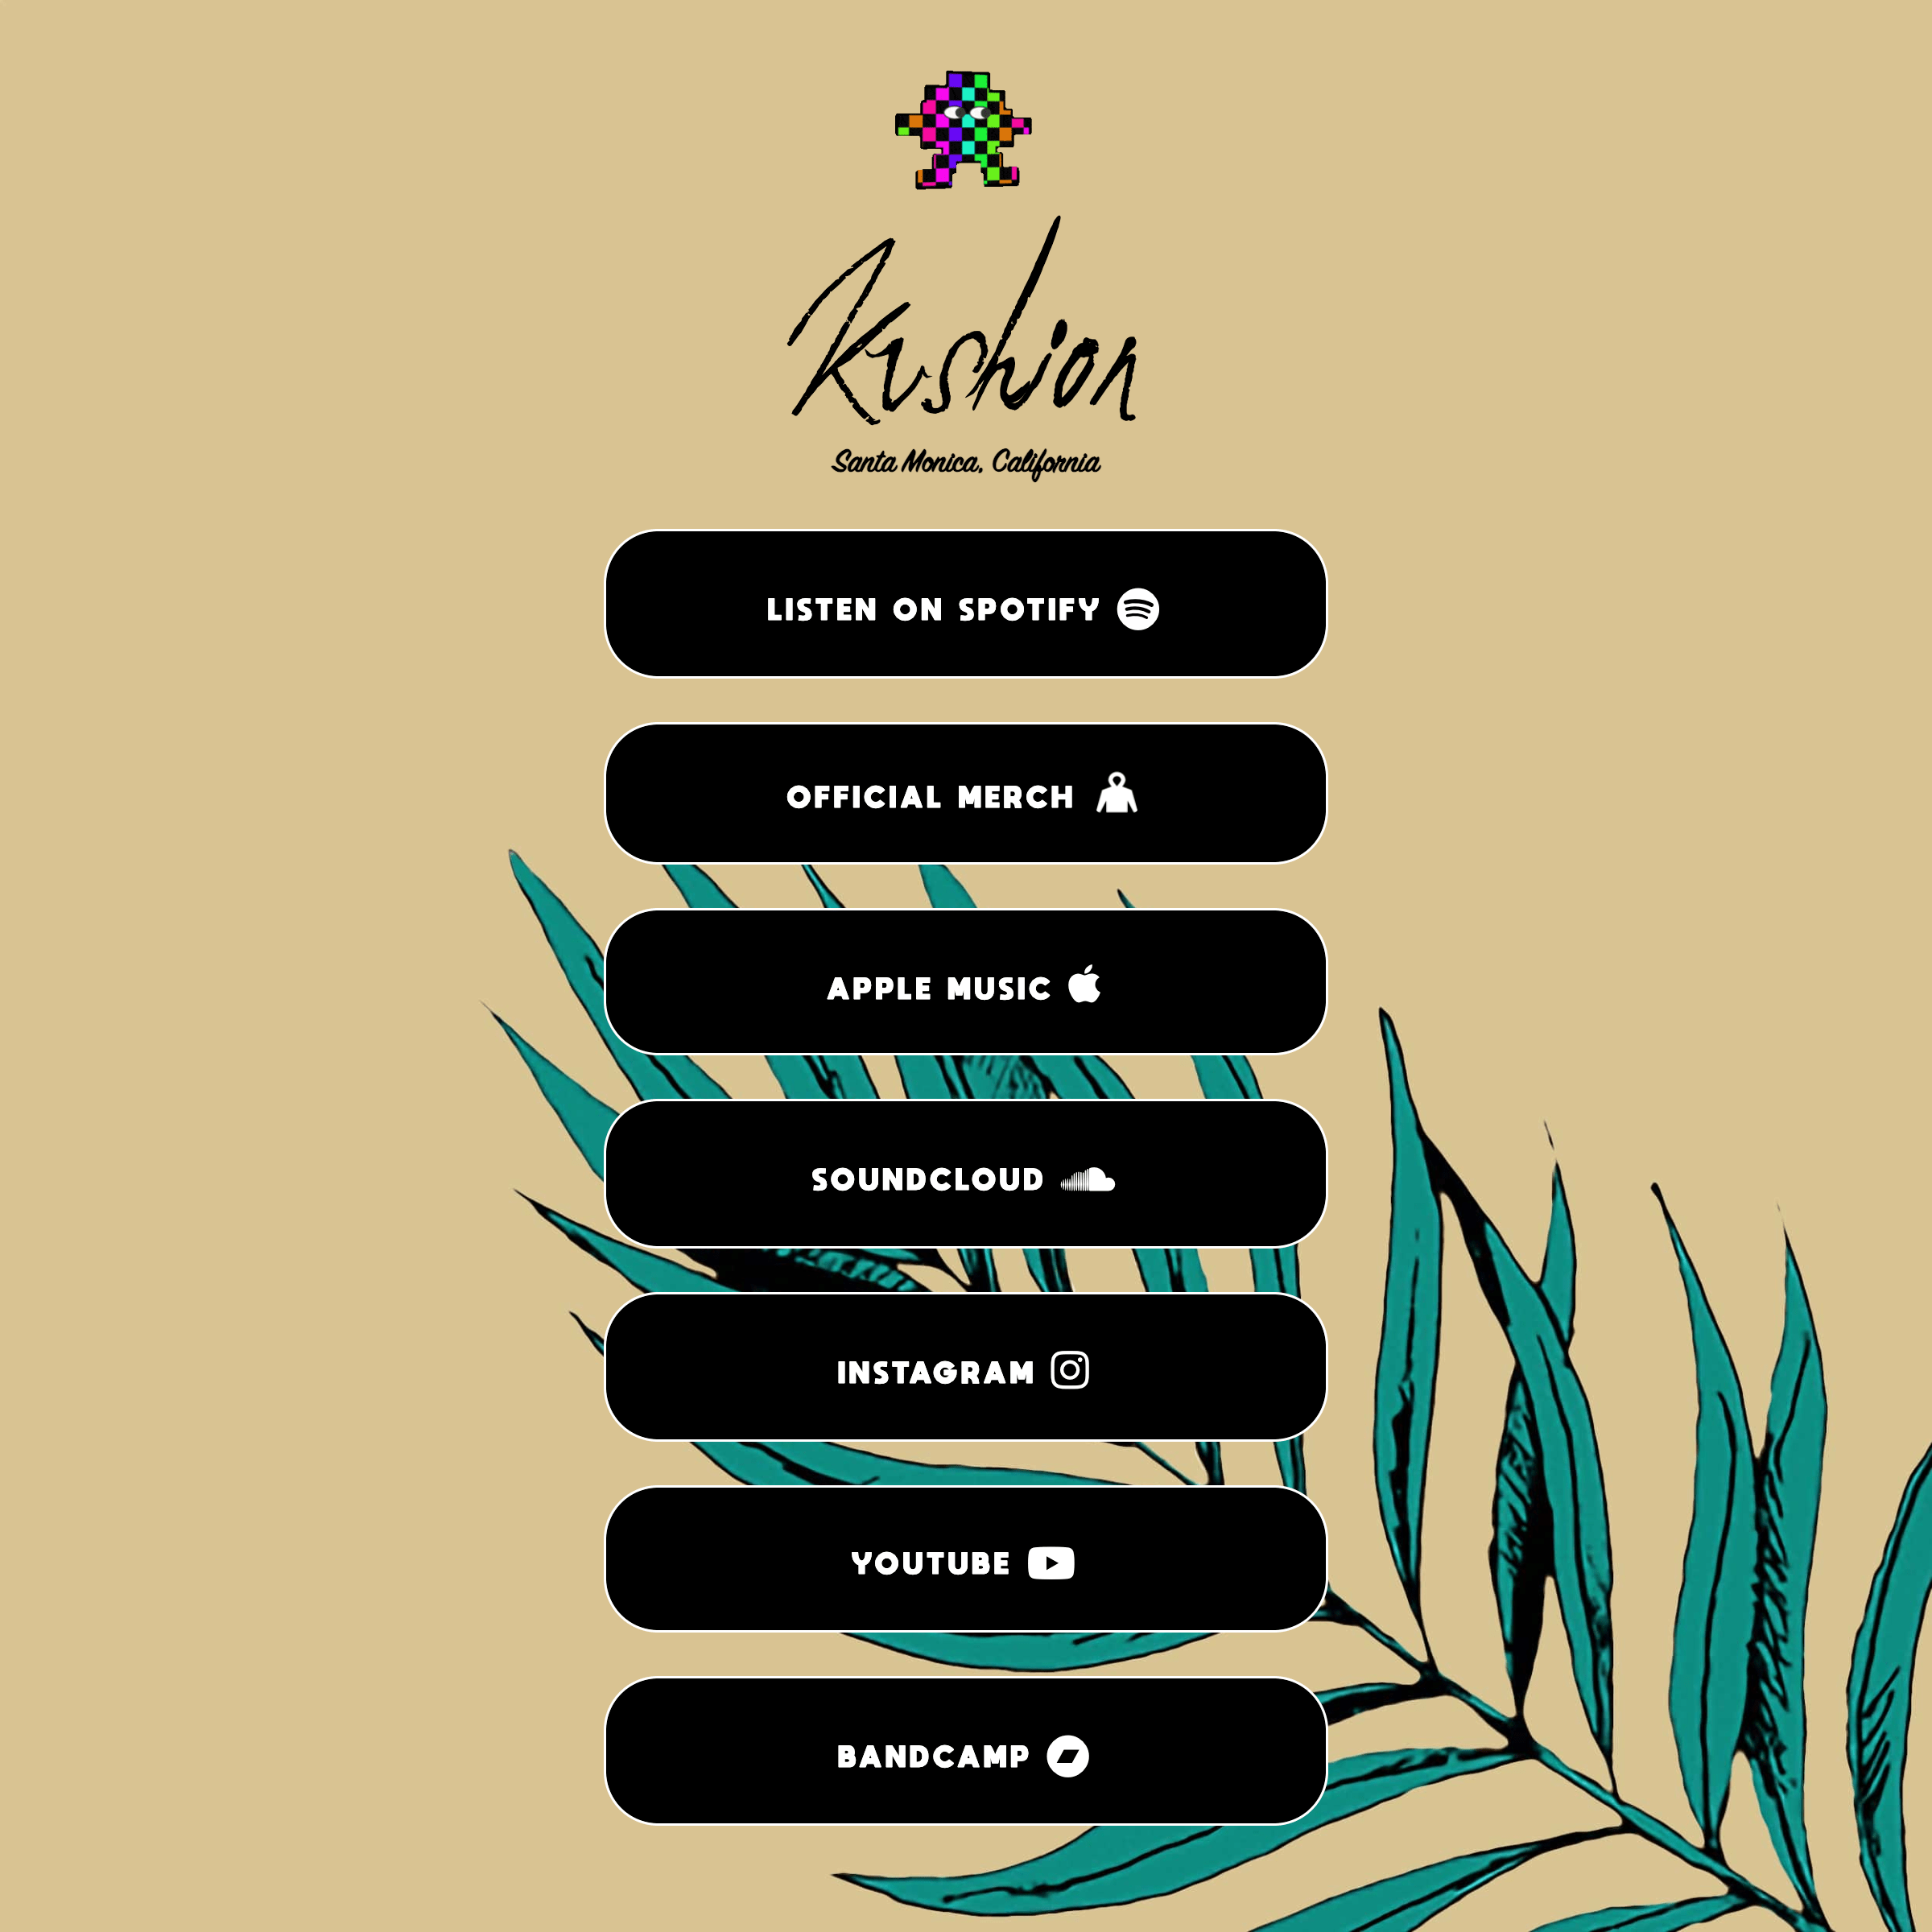 Kushion
Santa Monica, California
LISTEN ON SPOTIFY
OFFICIAL MERCH
APPLE MUSIC
SOUNDCLOUD
INSTAGRAM
YOUTUBE
BANDCAMP